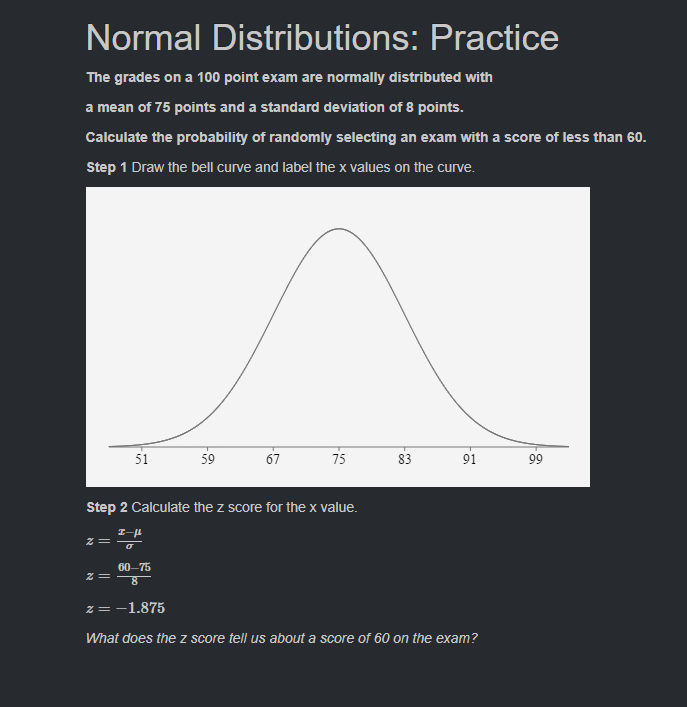 Normal Distributions: Practice
The grades on a 100 point exam are normally distributed with
a mean of 75 points and a standard deviation of 8 points.
Calculate the probability of randomly selecting an exam with a score of less than 60.
Step 1 Draw the bell curve and label the x values on the curve.
51 59 67 75 83 91 99
Step 2 Calculate the z score for the x value.
z = \frac{x-μ}{σ}
z = \frac{60-75}{8}
z = −1.875
What does the z score tell us about a score of 60 on the exam?